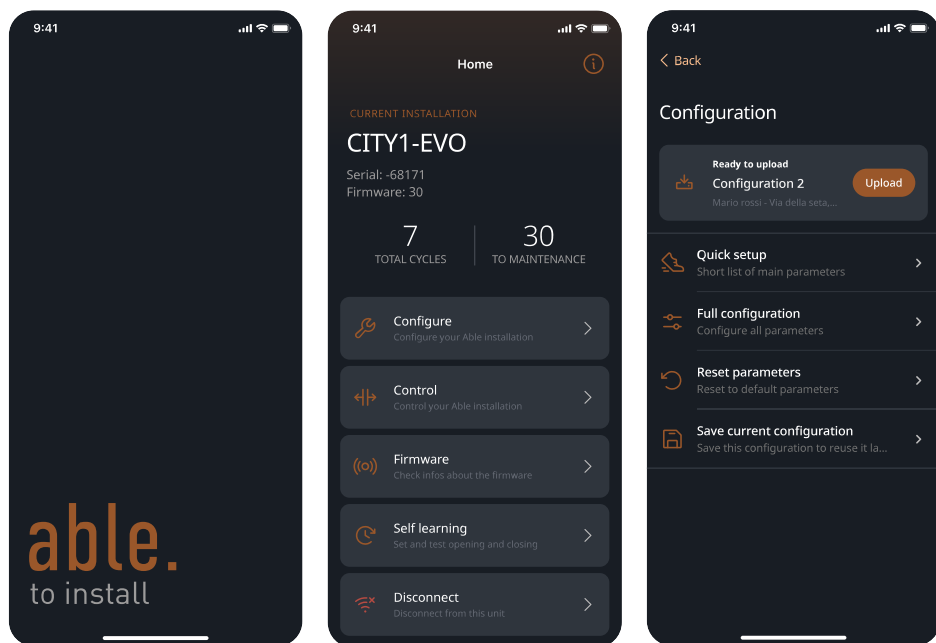 9:41
able.
to install
9:41
Home
CURRENT INSTALLATION
CITY1-EVO
Serial: -68171
Firmware: 30
7
TOTAL CYCLES
30
TO MAINTENANCE
Configure
Configure your Able installation
Control
Control your Able installation
Firmware
Check infos about the firmware
Self learning
Set and test opening and closing
Disconnect
Disconnect from this unit
9:41
Back
Configuration
Ready to upload
Configuration 2
Mario rossi - Via della seta,...
Upload
Quick setup
Short list of main parameters
Full configuration
Configure all parameters
Reset parameters
Reset to default parameters
Save current configuration
Save this configuration to reuse it la...